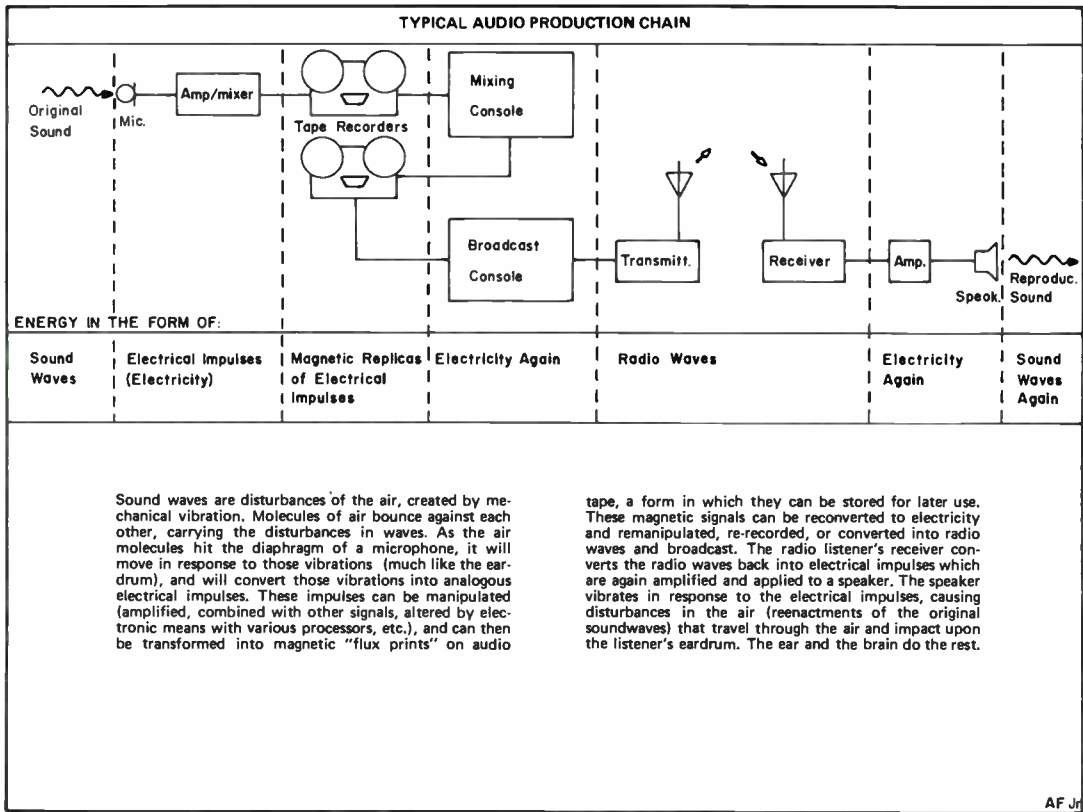 TYPICAL AUDIO PRODUCTION CHAIN
Original
Sound
Mic.
Amp/mixer
Tape Recorders
Mixing
Console
Broadcast
Console
Transmitt.
Receiver
Amp.
Speak.
Reproduc.
Sound
ENERGY IN THE FORM OF:
Sound
Waves
Electrical Impulses
(Electricity)
Magnetic Replicas
of Electrical
Impulses
Electricity Again
Radio Waves
Electricity
Again
Sound
Waves
Again
Sound waves are disturbances of the air, created by me-
chanical vibration. Molecules of air bounce against each
other, carrying the disturbances in waves. As the air
molecules hit the diaphragm of a microphone, it will
move in response to those vibrations (much like the ear-
drum), and will convert those vibrations into analogous
electrical impulses. These impulses can be manipulated
(amplified, combined with other signals, altered by elec-
tronic means with various processors, etc.), and can then
be transformed into magnetic "flux prints" on audio
tape, a form in which they can be stored for later use.
These magnetic signals can be reconverted to electricity
and remanipulated, re-recorded, or converted into radio
waves and broadcast. The radio listener's receiver con-
verts the radio waves back into electrical impulses which
are again amplified and applied to a speaker. The speaker
vibrates in response to the electrical impulses, causing
disturbances in the air (reenactments of the original
soundwaves) that travel through the air and impact upon
the listener's eardrum. The ear and the brain do the rest.
AF Jr